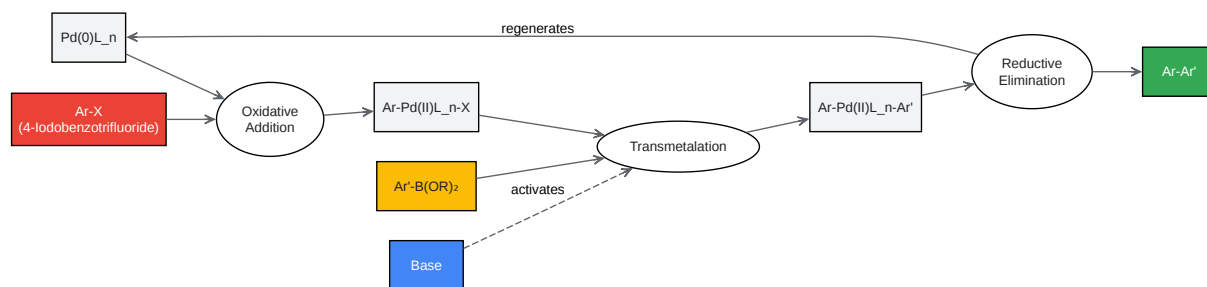 Pd(0)L_n
regenerates
Reductive
Elimination
Ar-Ar'
Ar-X
(4-Iodobenzotrifluoride)
Oxidative
Addition
Ar-Pd(II)L_n-X
Ar-Pd(II)L_n-Ar'
Transmetalation
Ar'-B(OR)₂
activates
Base